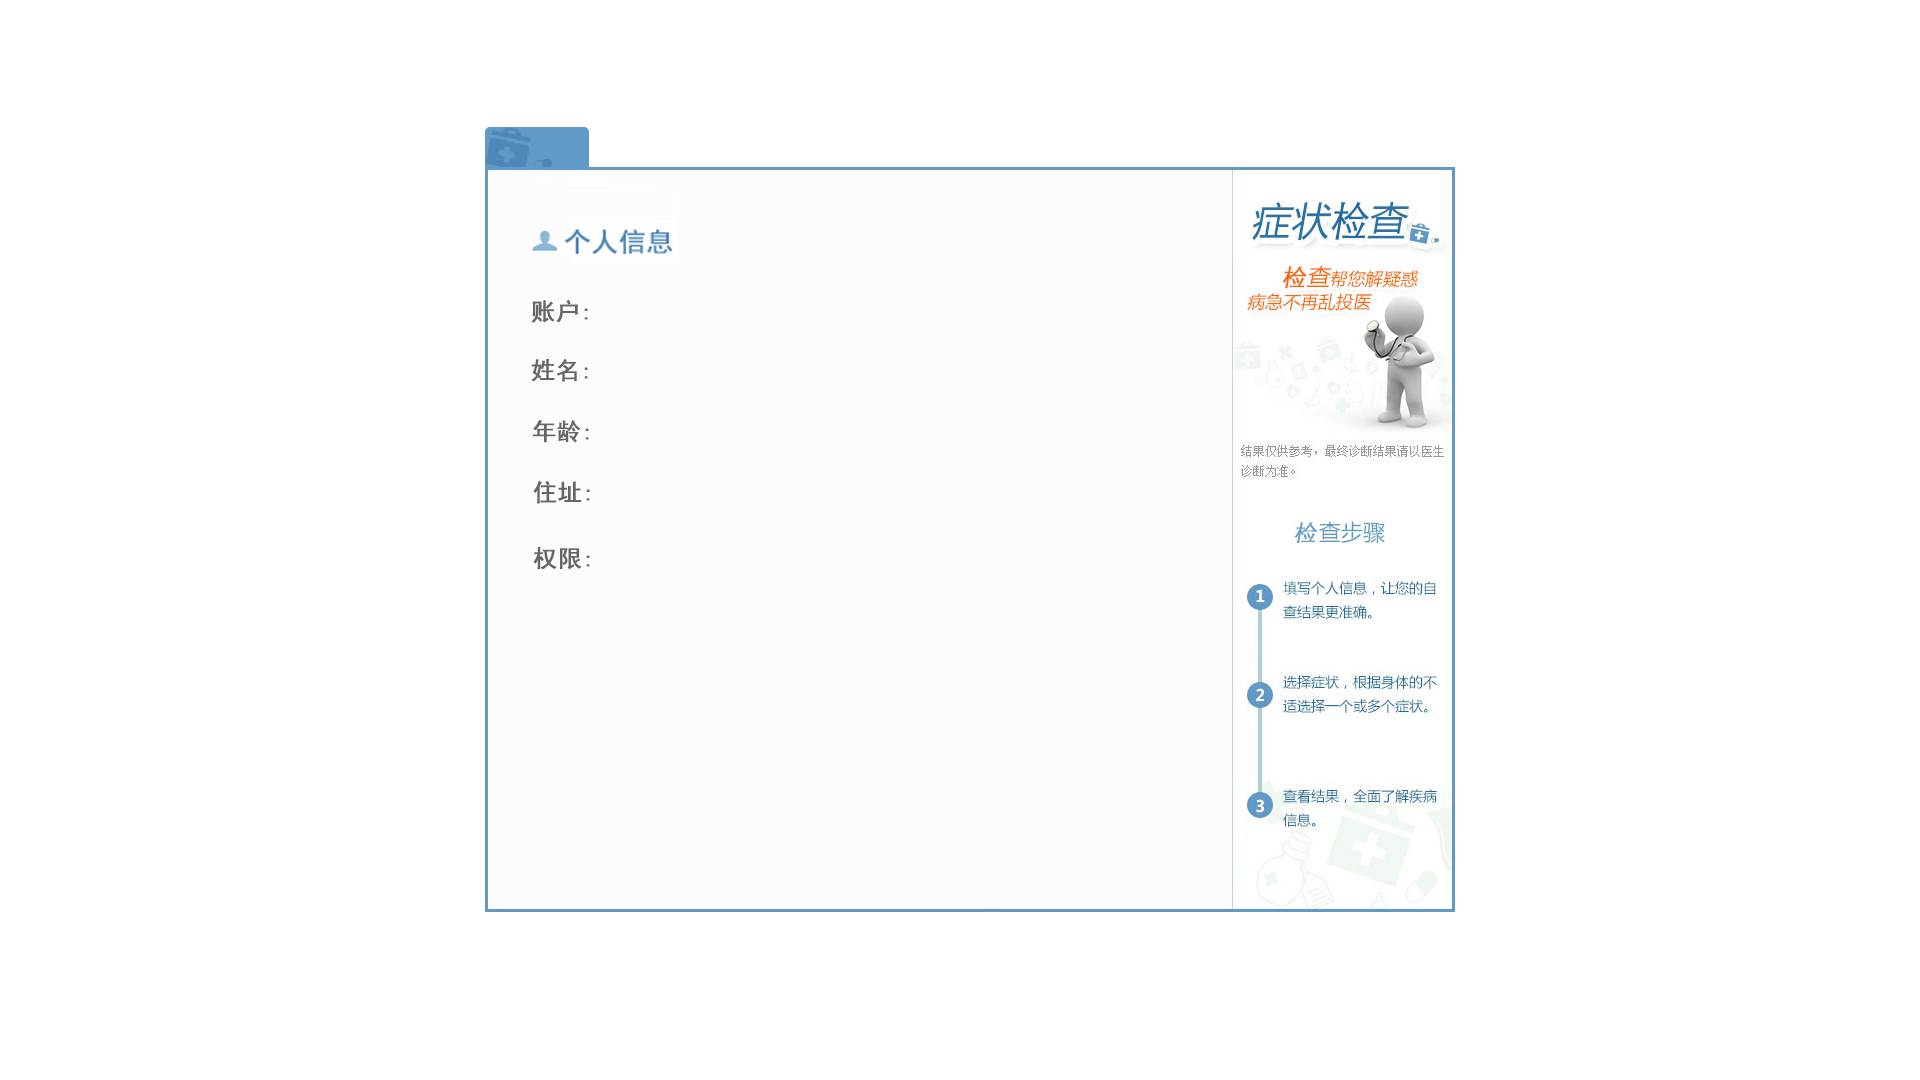 个人信息
账户：
姓名：
年龄：
住址：
权限：
症状检查
检查帮您解疑惑
病急不再乱投医
结果仅供参考，最终诊断结果请以医生
诊断为准。
检查步骤
1 填写个人信息，让您的自
查结果更准确。
2 选择症状，根据身体的不
适选择一个或多个症状。
3 查看结果，全面了解疾病
信息。